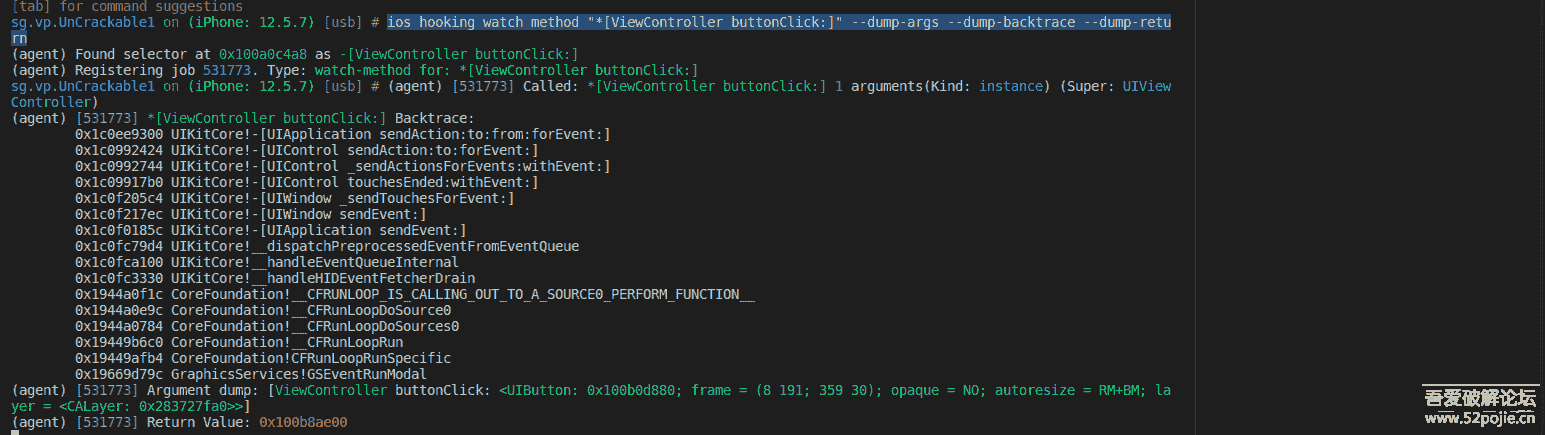 [tab] for command suggestions
sg.vp.UnCrackable1 on (iPhone: 12.5.7) [usb] # ios hooking watch method "*[ViewController buttonClick:]" --dump-args --dump-backtrace --dump-retu
rn
(agent) Found selector at 0x100a0c4a8 as -[ViewController buttonClick:]
(agent) Registering job 531773. Type: watch-method for: *[ViewController buttonClick:]
sg.vp.UnCrackable1 on (iPhone: 12.5.7) [usb] # (agent) [531773] Called: *[ViewController buttonClick:] 1 arguments(Kind: instance) (Super: UIView
Controller)
(agent) [531773] *[ViewController buttonClick:] Backtrace:
0x1c0ee9300 UIKitCore!-[UIApplication sendAction:to:from:forEvent:]
0x1c0992424 UIKitCore!-[UIControl sendAction:to:forEvent:]
0x1c0992744 UIKitCore!-[UIControl _sendActionsForEvents:withEvent:]
0x1c09917b0 UIKitCore!-[UIControl touchesEnded:withEvent:]
0x1c0f205c4 UIKitCore!-[UIWindow _sendTouchesForEvent:]
0x1c0f217ec UIKitCore!-[UIWindow sendEvent:]
0x1c0f0185c UIKitCore!-[UIApplication sendEvent:]
0x1c0fc79d4 UIKitCore!__dispatchPreprocessedEventFromEventQueue
0x1c0fca100 UIKitCore!__handleEventQueueInternal
0x1c0fc3330 UIKitCore!__handleHIDEventFetcherDrain
0x1944a0f1c CoreFoundation!__CFRUNLOOP_IS_CALLING_OUT_TO_A_SOURCE0_PERFORM_FUNCTION__
0x1944a0e9c CoreFoundation!__CFRunLoopDoSource0
0x1944a0784 CoreFoundation!__CFRunLoopDoSources0
0x19449b6c0 CoreFoundation!__CFRunLoopRun
0x19449afb4 CoreFoundation!CFRunLoopRunSpecific
0x19669d79c GraphicsServices!GSEventRunModal
(agent) [531773] Argument dump: [ViewController buttonClick: <UIButton: 0x100b0d880; frame = (8 191; 359 30); opaque = NO; autoresize = RM+BM; la
yer = <CALayer: 0x283727fa0>>]
(agent) [531773] Return Value: 0x100b8ae00
吾爱破解论坛
www.52pojie.cn